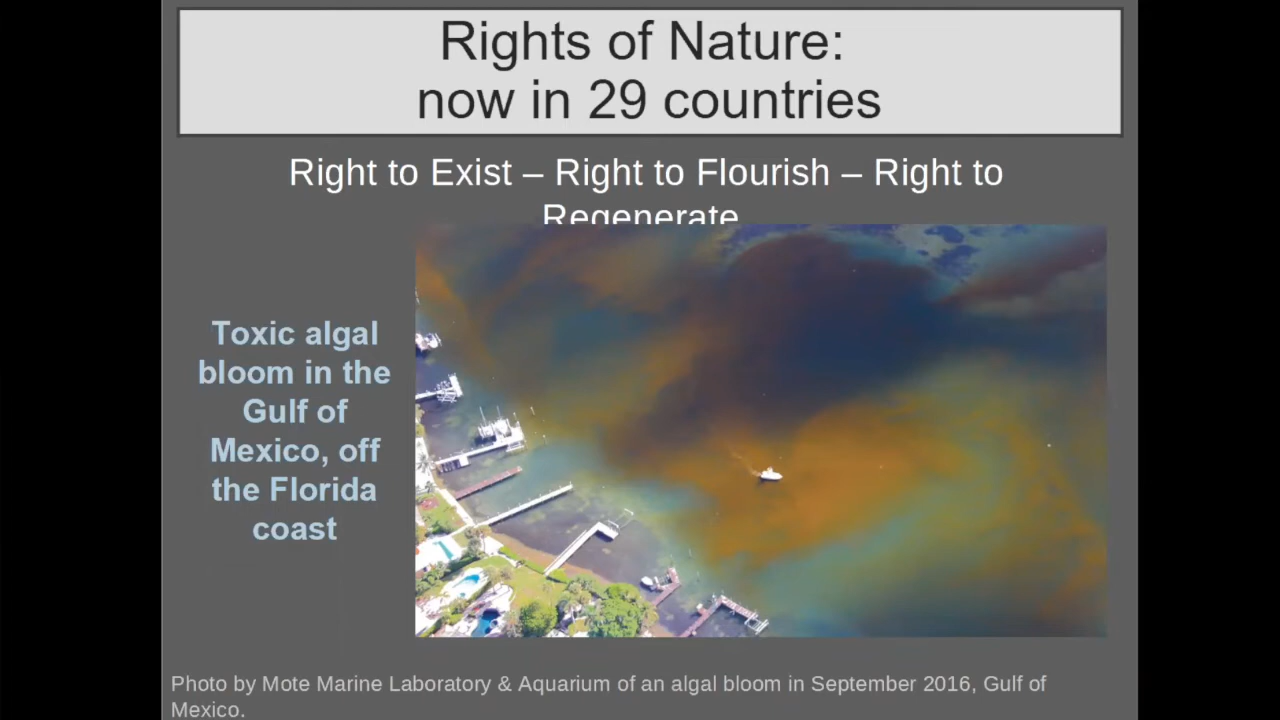 Rights of Nature:
now in 29 countries
Right to Exist – Right to Flourish – Right to
Regenerate
Toxic algal
bloom in the
Gulf of
Mexico, off
the Florida
coast
Photo by Mote Marine Laboratory & Aquarium of an algal bloom in September 2016, Gulf of
Mexico.